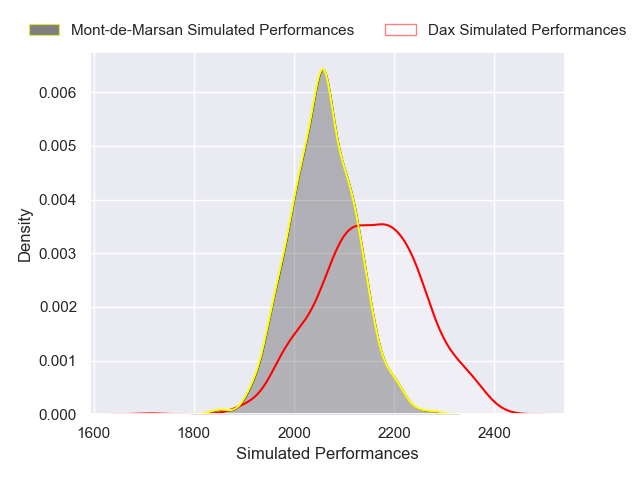 Mont-de-Marsan Simulated Performances Dax Simulated Performances
0.006
0.005
0.004
0.003
0.002
0.001
0.000
Density
1600 1800 2000 2200 2400
Simulated Performances